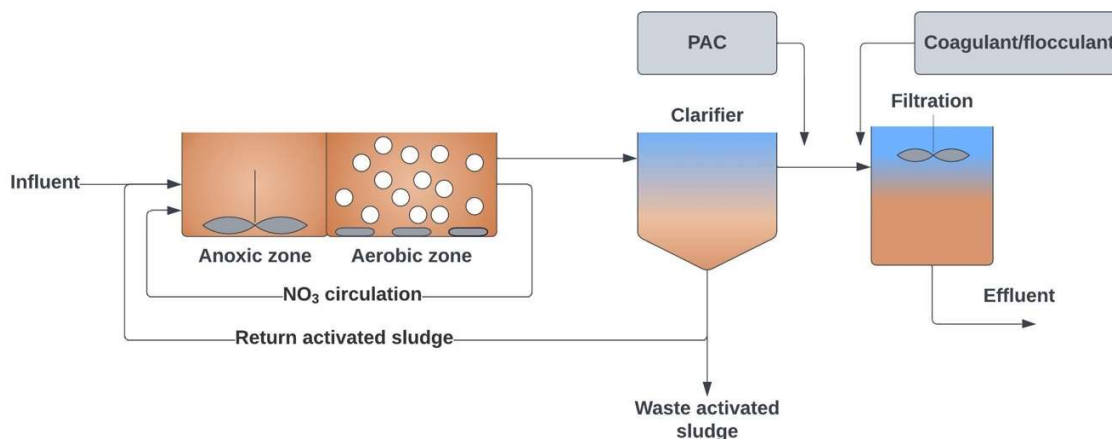 PAC
Coagulant/flocculant
Clarifier
Filtration
Influent
Anoxic zone
Aerobic zone
NO₃ circulation
Effluent
Return activated sludge
Waste activated
sludge